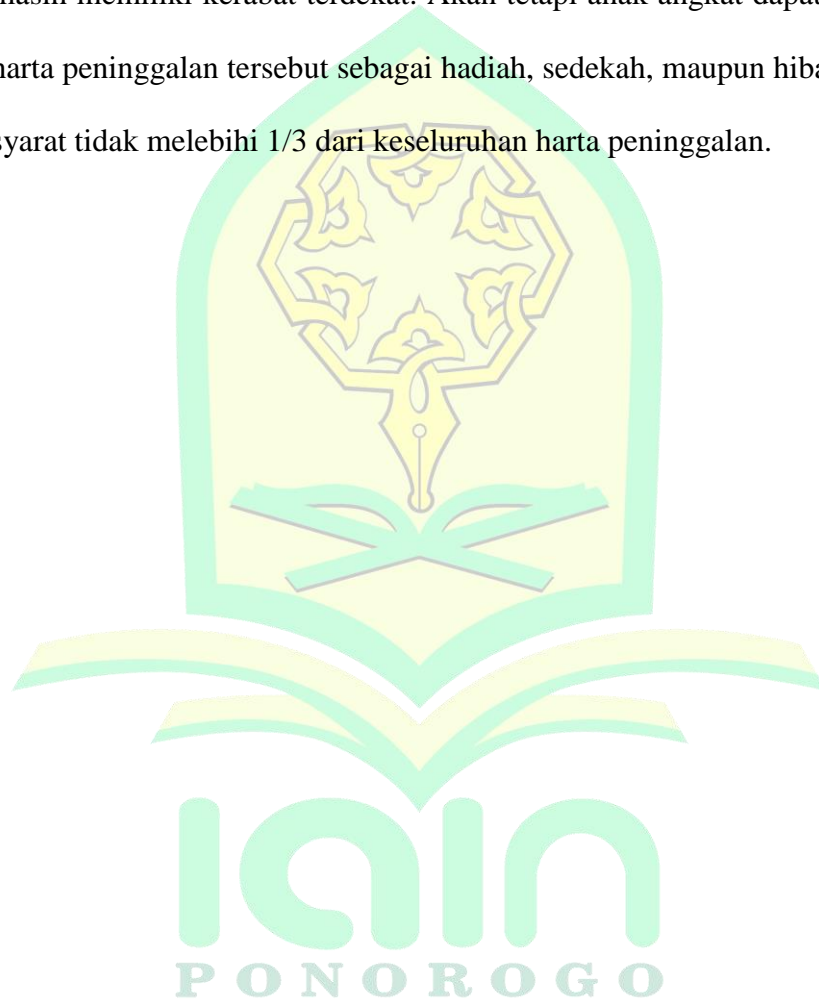 masih memiliki kerabat terdekat. Akan tetapi anak angkat dapat
harta peninggalan tersebut sebagai hadiah, sedekah, maupun hiba
syarat tidak melebihi 1/3 dari keseluruhan harta peninggalan.
iain
PONOROGO